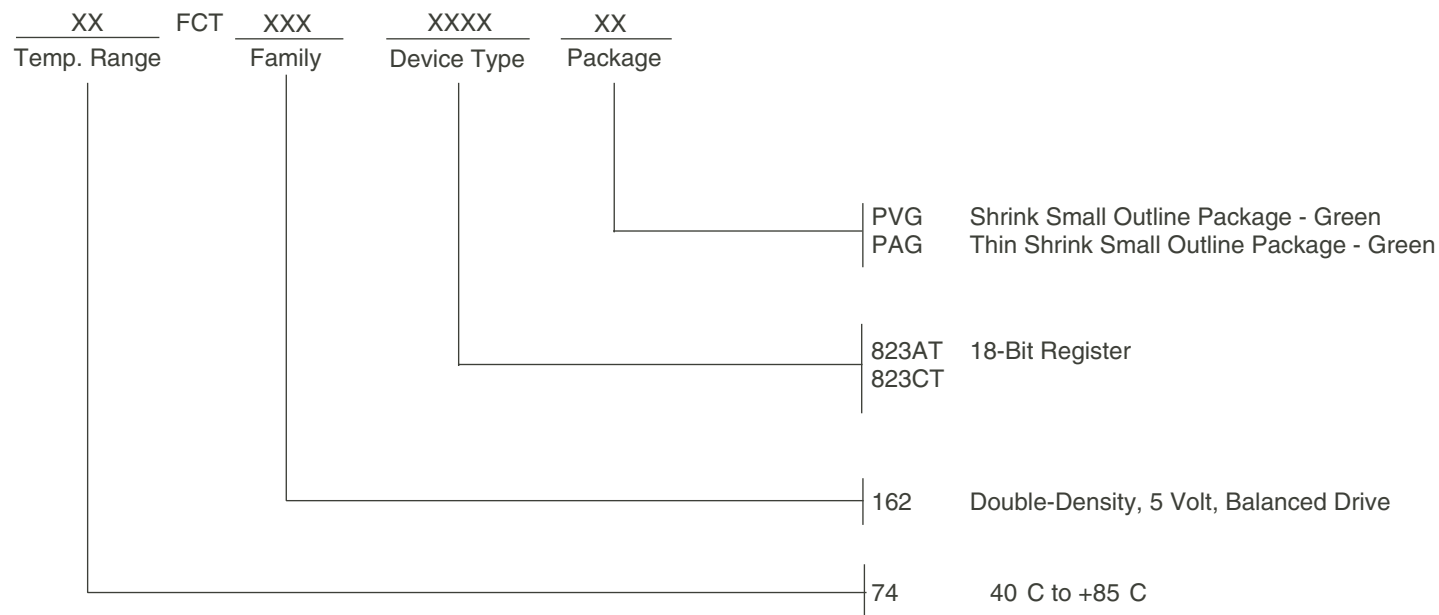 XX FCT XXX XXXX XX
Temp. Range Family Device Type Package
PVG Shrink Small Outline Package - Green
PAG Thin Shrink Small Outline Package - Green
823AT 18-Bit Register
823CT
162 Double-Density, 5 Volt, Balanced Drive
74 40 C to +85 C